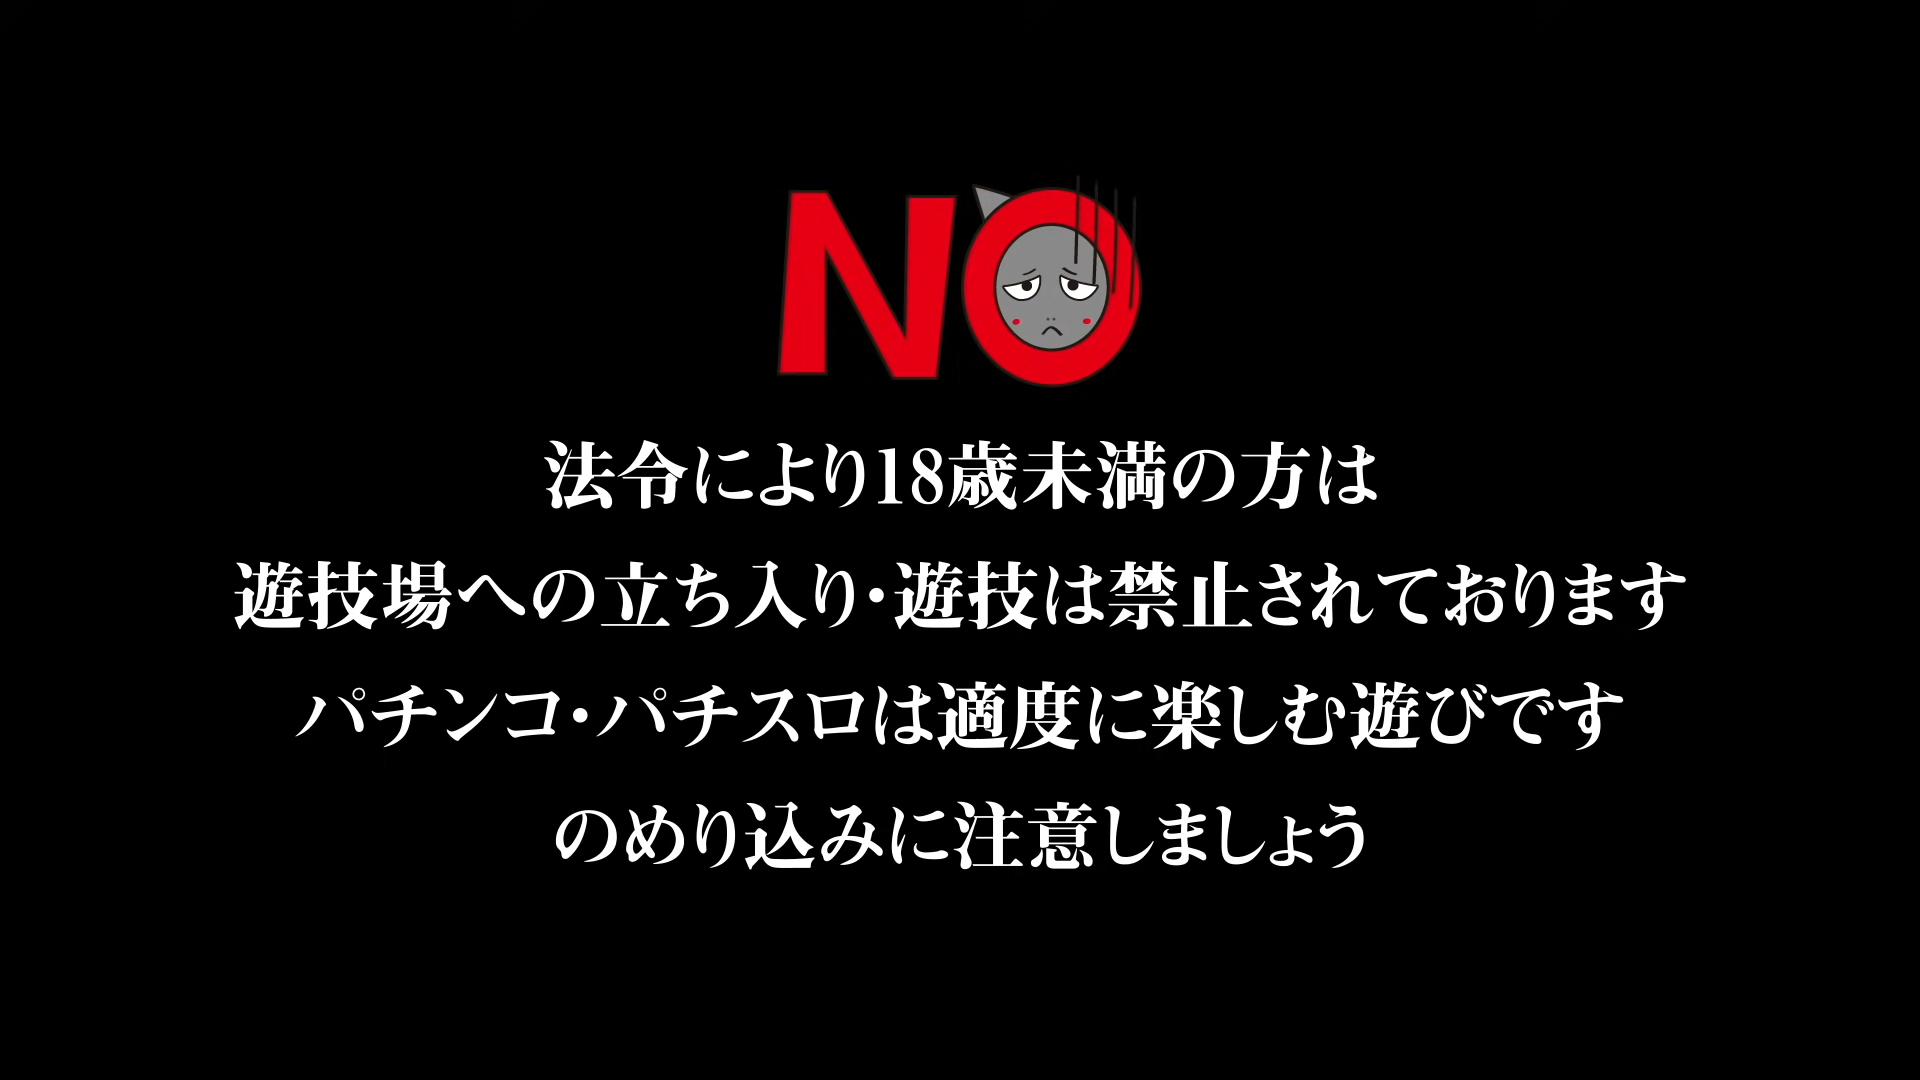 NO
法令により18歳未満の方は
遊技場への立ち入り・遊技は禁止されております
パチンコ・パチスロは適度に楽しむ遊びです
のめり込みに注意しましょう